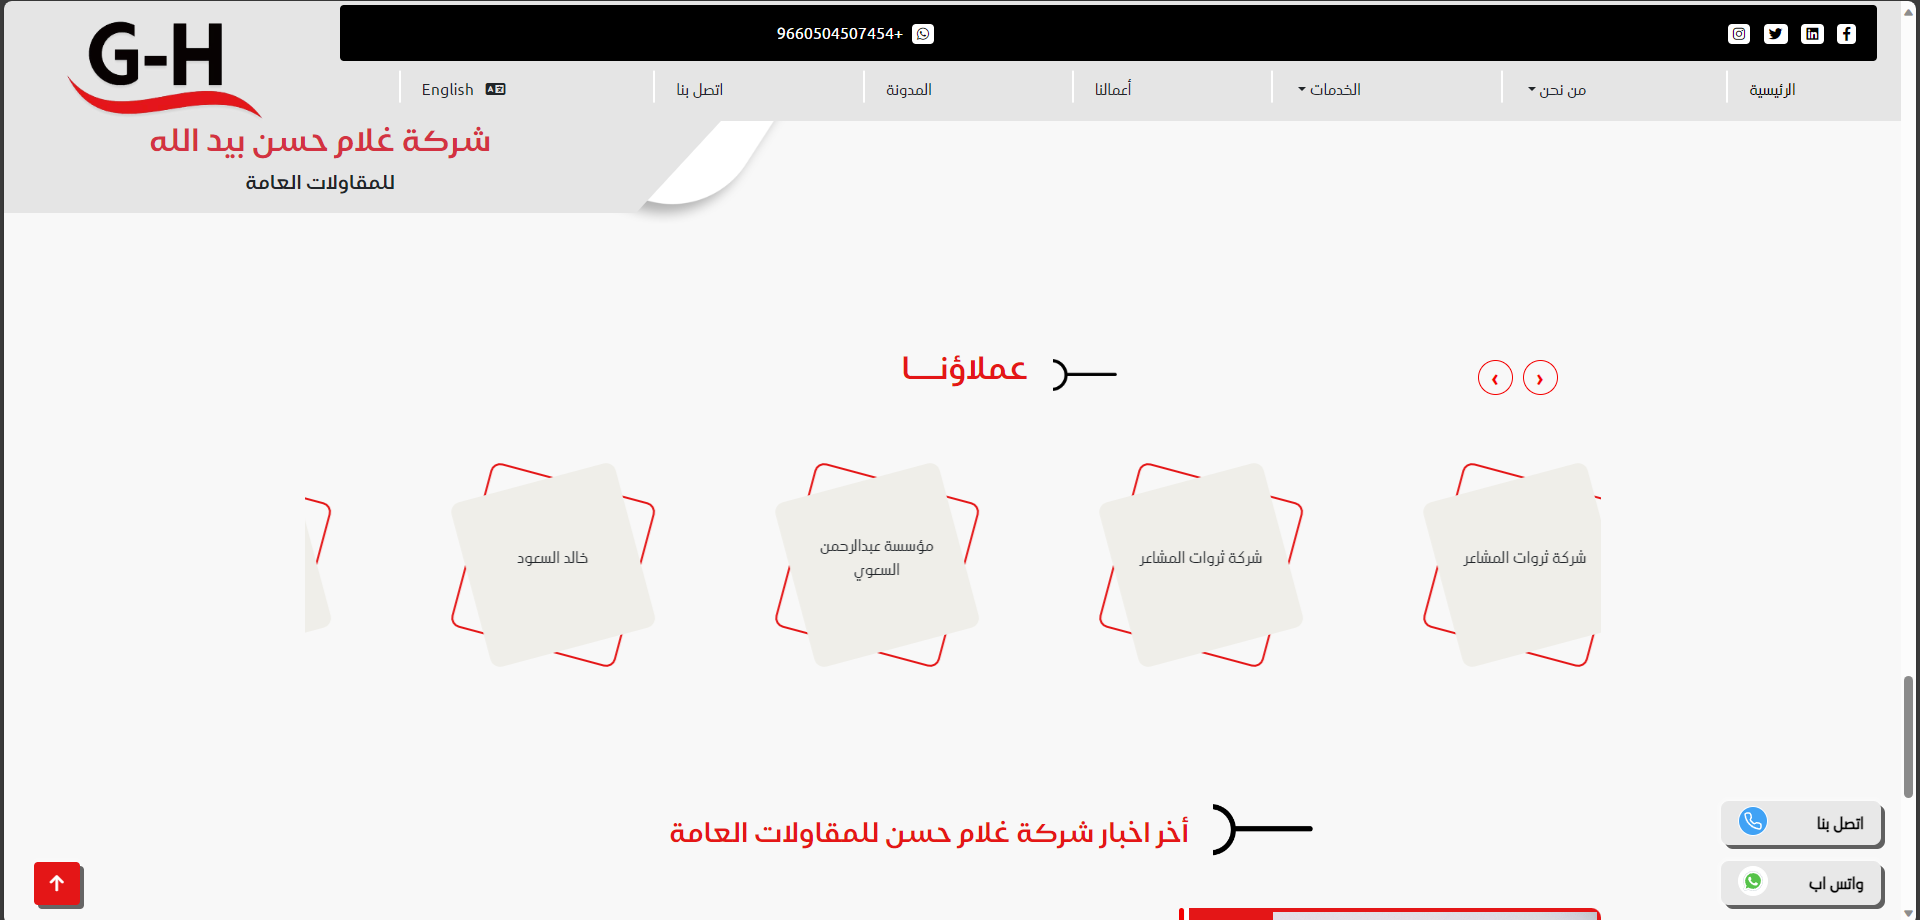 +9660504507454
الرئيسية
من نحن
الخدمات
أعمالنا
المدونة
اتصل بنا
English
G-H
شركة غلام حسن بيد الله
للمقاولات العامة
عملاؤنـــا
شركة ثروات المشاعر
شركة ثروات المشاعر
مؤسسة عبدالرحمن
السعوي
خالد السعود
أخر اخبار شركة غلام حسن للمقاولات العامة
اتصل بنا
واتس اب